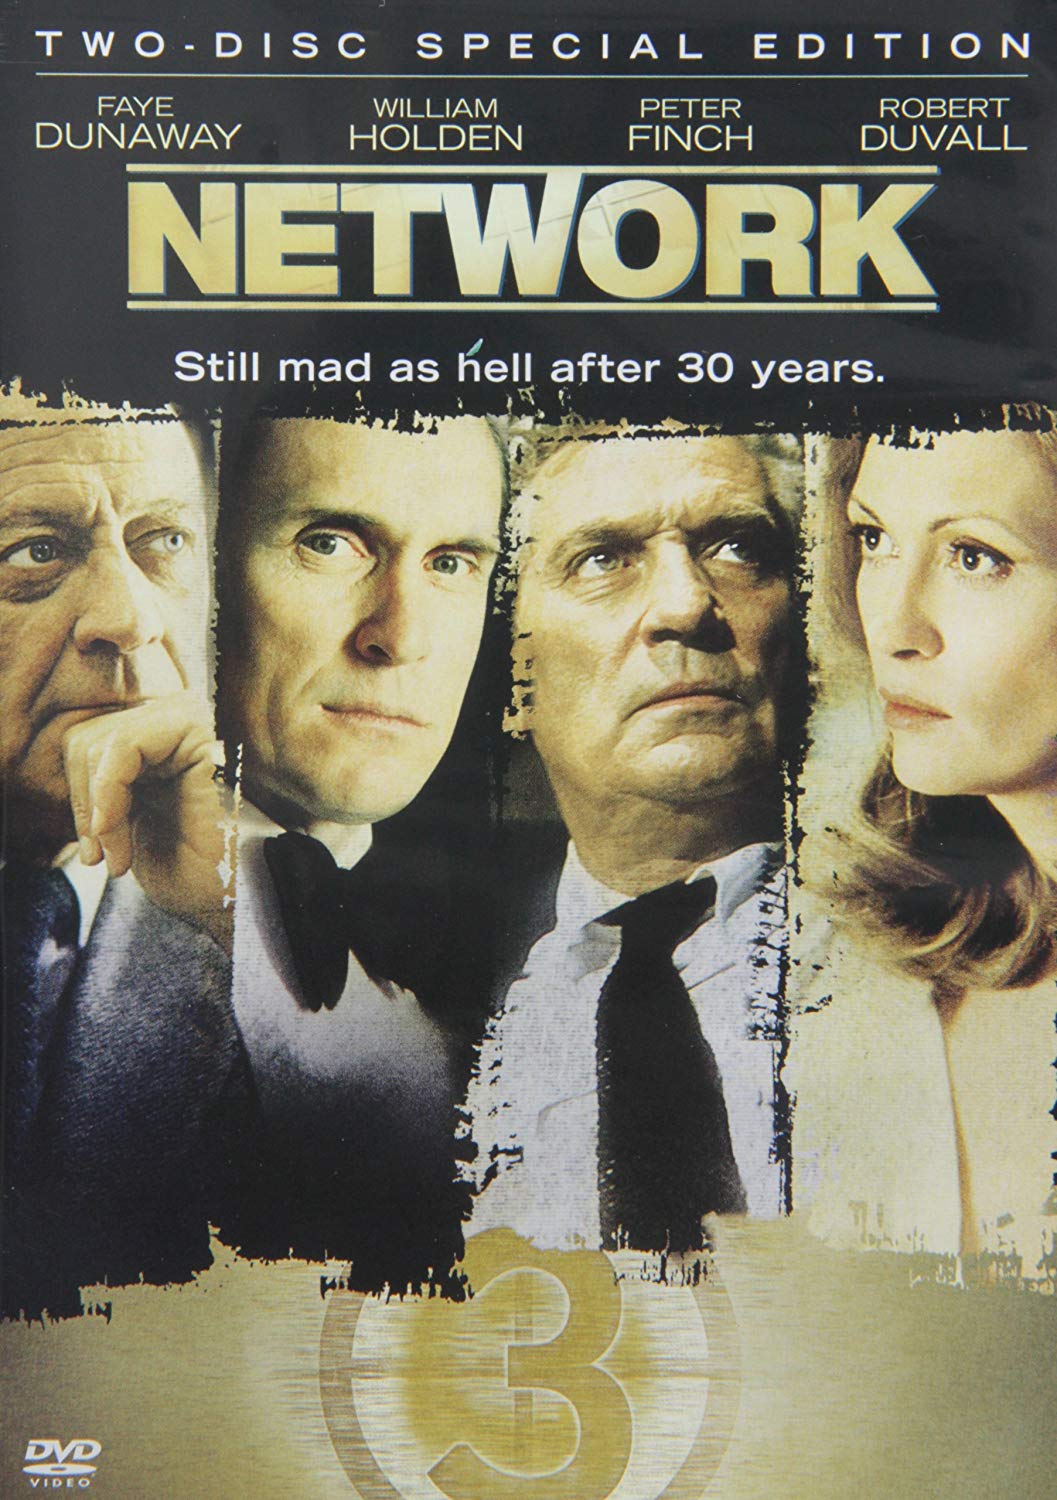 TWO-DISC SPECIAL EDITION
FAYE DUNAWAY
WILLIAM HOLDEN
PETER FINCH
ROBERT DUVALL
NETWORK
Still mad as hell after 30 years.
3
DVD
VIDEO